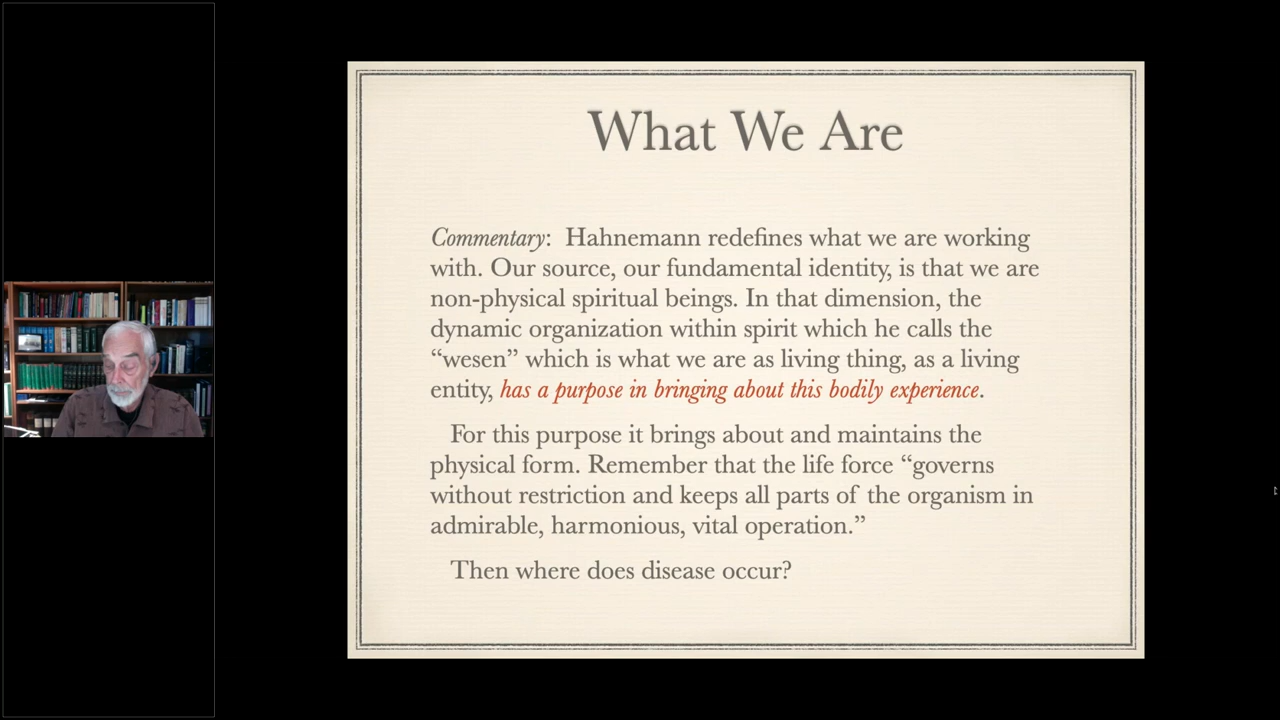 What We Are
Commentary: Hahnemann redefines what we are working
with. Our source, our fundamental identity, is that we are
non-physical spiritual beings. In that dimension, the
dynamic organization within spirit which he calls the
“wesen” which is what we are as living thing, as a living
entity, has a purpose in bringing about this bodily experience.
For this purpose it brings about and maintains the
physical form. Remember that the life force “governs
without restriction and keeps all parts of the organism in
admirable, harmonious, vital operation.”
Then where does disease occur?